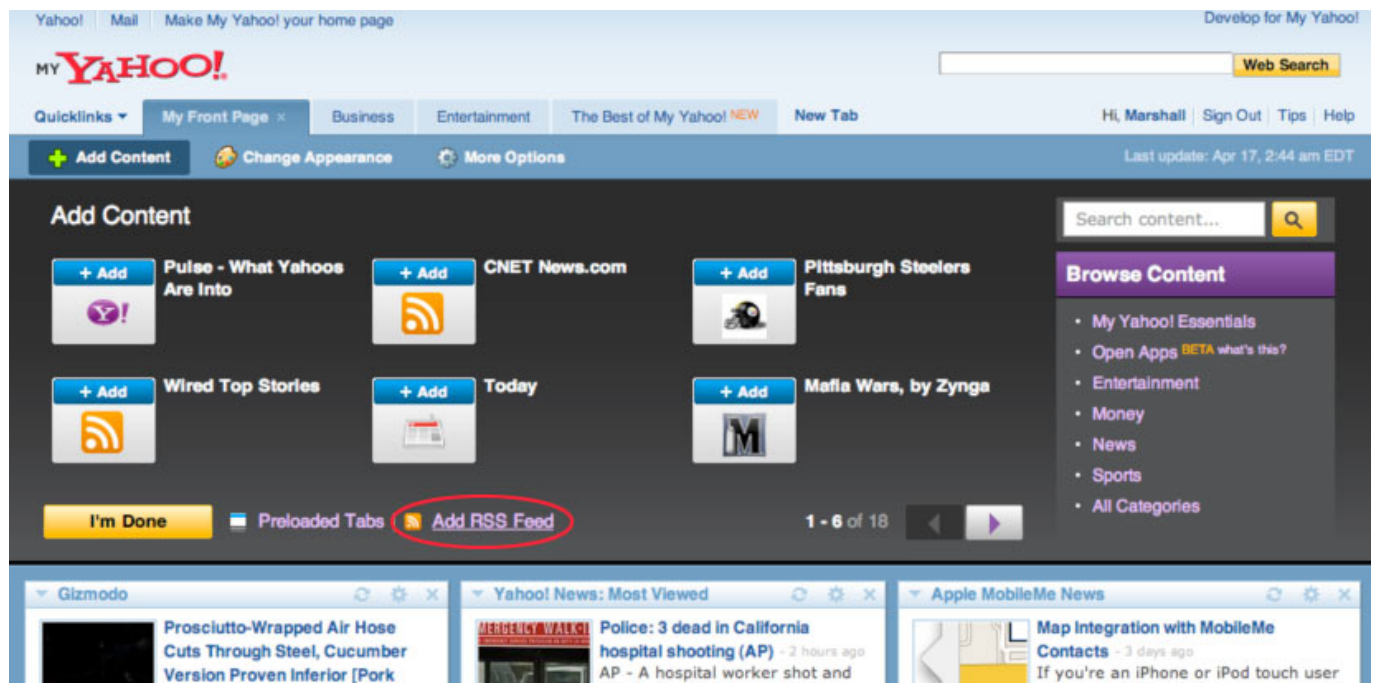 Yahoo! Mail Make My Yahoo! your home page Develop for My Yahoo!
MY YAHOO!
Web Search
Quicklinks My Front Page × Business Entertainment The Best of My Yahoo! NEW New Tab Hi, Marshall Sign Out Tips Help
Add Content Change Appearance More Options Last update: Apr 17, 2:44 am EDT
Add Content
+ Add
Pulse - What Yahoos
Are Into
Y!
+ Add
CNET News.com
+ Add
Pittsburgh Steelers
Fans
+ Add
Wired Top Stories
+ Add
Today
+ Add
Mafia Wars, by Zynga
M
I'm Done Preloaded Tabs Add RSS Feed 1 - 6 of 18
Search content...
Browse Content
• My Yahoo! Essentials
• Open Apps BETA what's this?
• Entertainment
• Money
• News
• Sports
• All Categories
Gizmodo
Prosciutto-Wrapped Air Hose
Cuts Through Steel, Cucumber
Version Proven Inferior [Pork
Yahoo! News: Most Viewed
Police: 3 dead in California
hospital shooting (AP) - 2 hours ago
AP - A hospital worker shot and
Apple MobileMe News
Map Integration with MobileMe
Contacts - 3 days ago
If you're an iPhone or iPod touch user